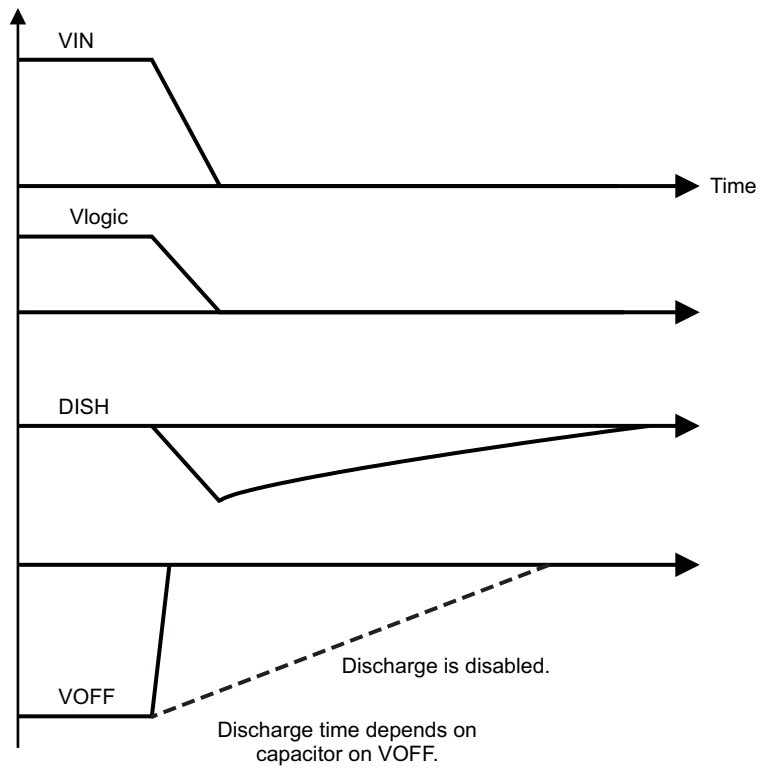 VIN
Time
Vlogic
DISH
Discharge is disabled.
VOFF
Discharge time depends on
capacitor on VOFF.